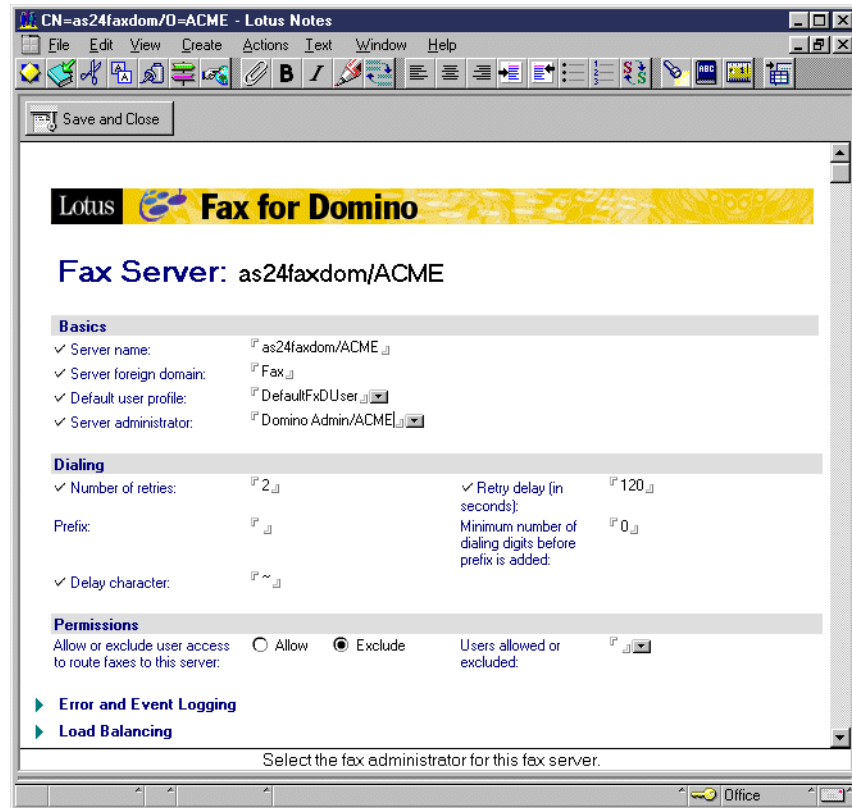 CN=as24faxdom/O=ACME - Lotus Notes
File Edit View Create Actions Text Window Help
Save and Close
Lotus Fax for Domino
Fax Server: as24faxdom/ACME
Basics
Server name: as24faxdom/ACME
Server foreign domain: Fax
Default user profile: DefaultFxDUser
Server administrator: Domino Admin/ACME
Dialing
Number of retries: 2 Retry delay (in
seconds): 120
Prefix: Minimum number of
dialing digits before
prefix is added: 0
Delay character: ~
Permissions
Allow or exclude user access
to route faxes to this server: Allow Exclude Users allowed or
excluded:
Error and Event Logging
Load Balancing
Select the fax administrator for this fax server.
Office